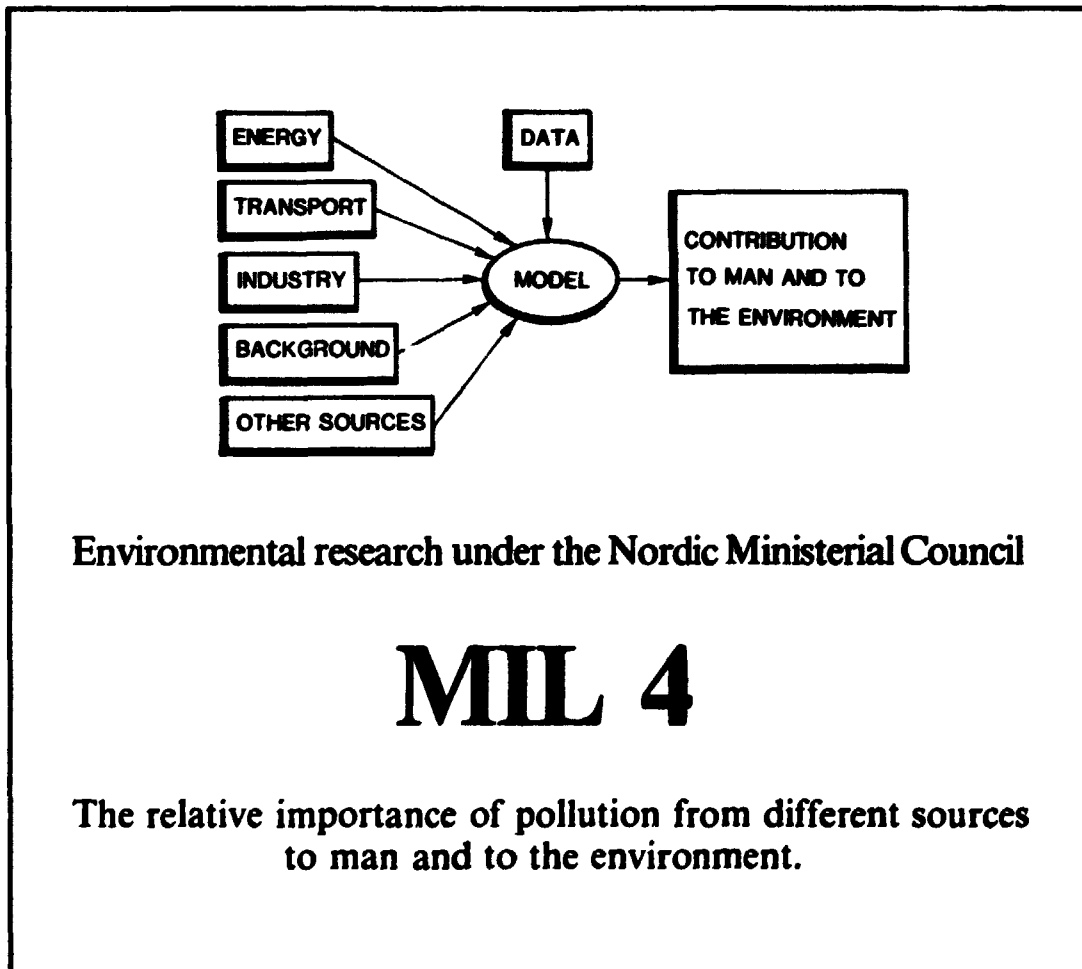 ENERGY
DATA
TRANSPORT
CONTRIBUTION
TO MAN AND TO
THE ENVIRONMENT
INDUSTRY
MODEL
BACKGROUND
OTHER SOURCES
Environmental research under the Nordic Ministerial Council
MIL 4
The relative importance of pollution from different sources
to man and to the environment.